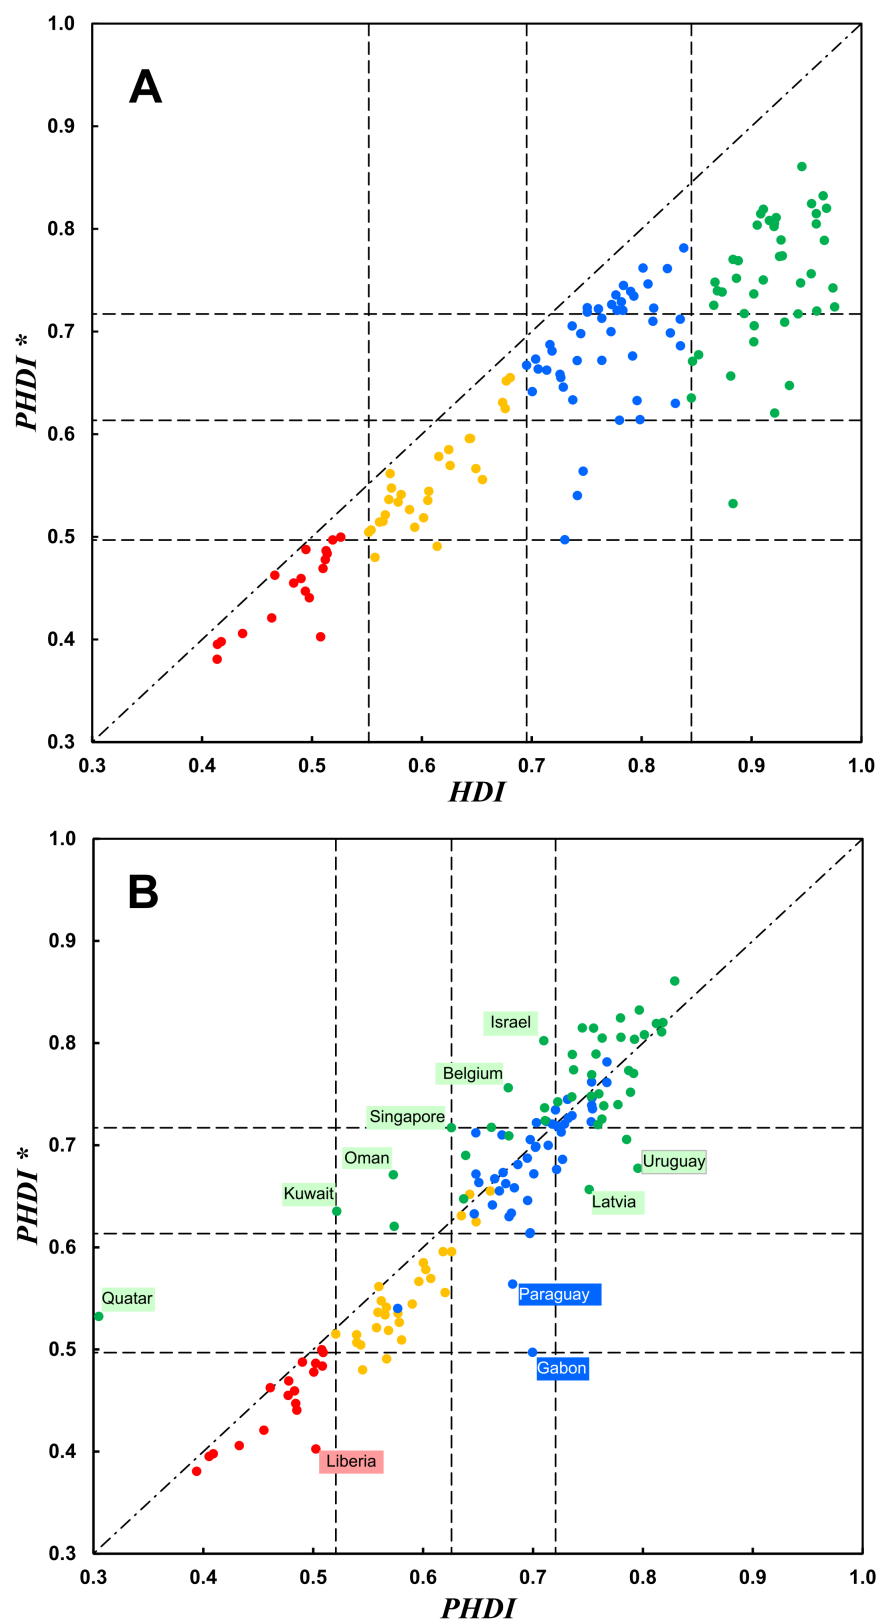 1.0
A
0.9
0.8
0.7
PHDI *
0.6
0.5
0.4
0.3
0.3 0.4 0.5 0.6 0.7 0.8 0.9 1.0
HDI
1.0
B
0.9
Israel
0.8
Belgium
Singapore
0.7
Oman
Uruguay
Kuwait
Latvia
PHDI *
0.6
Quatar
Paraguay
0.5
Gabon
0.4
Liberia
0.3
0.3 0.4 0.5 0.6 0.7 0.8 0.9 1.0
PHDI